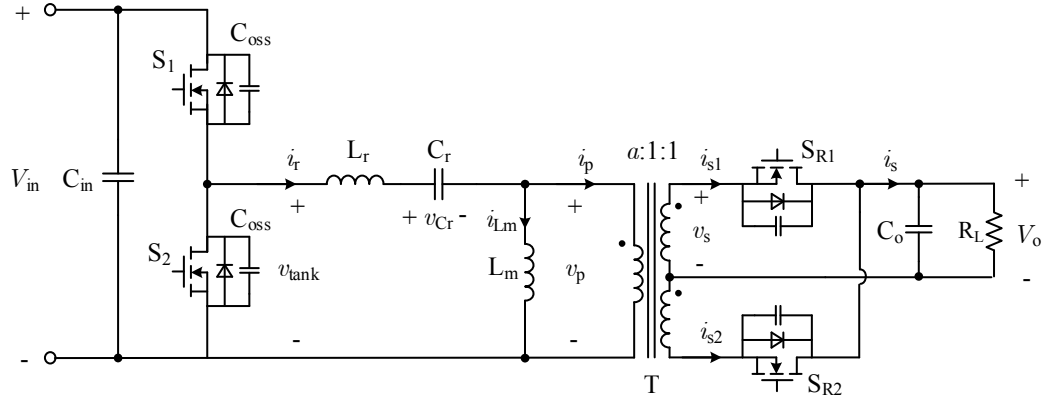 +
C_oss
S_1
V_in
C_in
i_r
L_r
C_r
i_p
a:1:1
i_s1
S_R1
i_s
+
+ v_Cr -
i_Lm
+
+
+
v_s
-
C_o
R_L
V_o
C_oss
S_2
v_tank
L_m
v_p
-
i_s2
-
-
-
T
S_R2